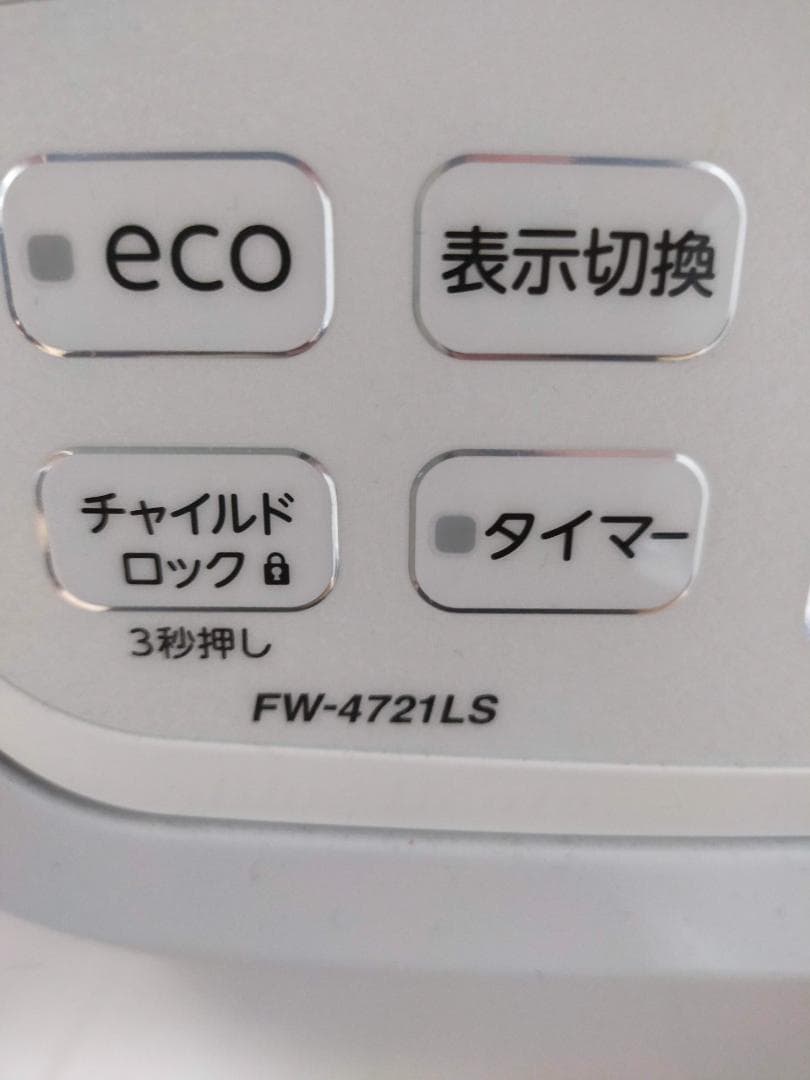 eco
表示切換
チャイルド
ロック
タイマー
3秒押し
FW-4721LS